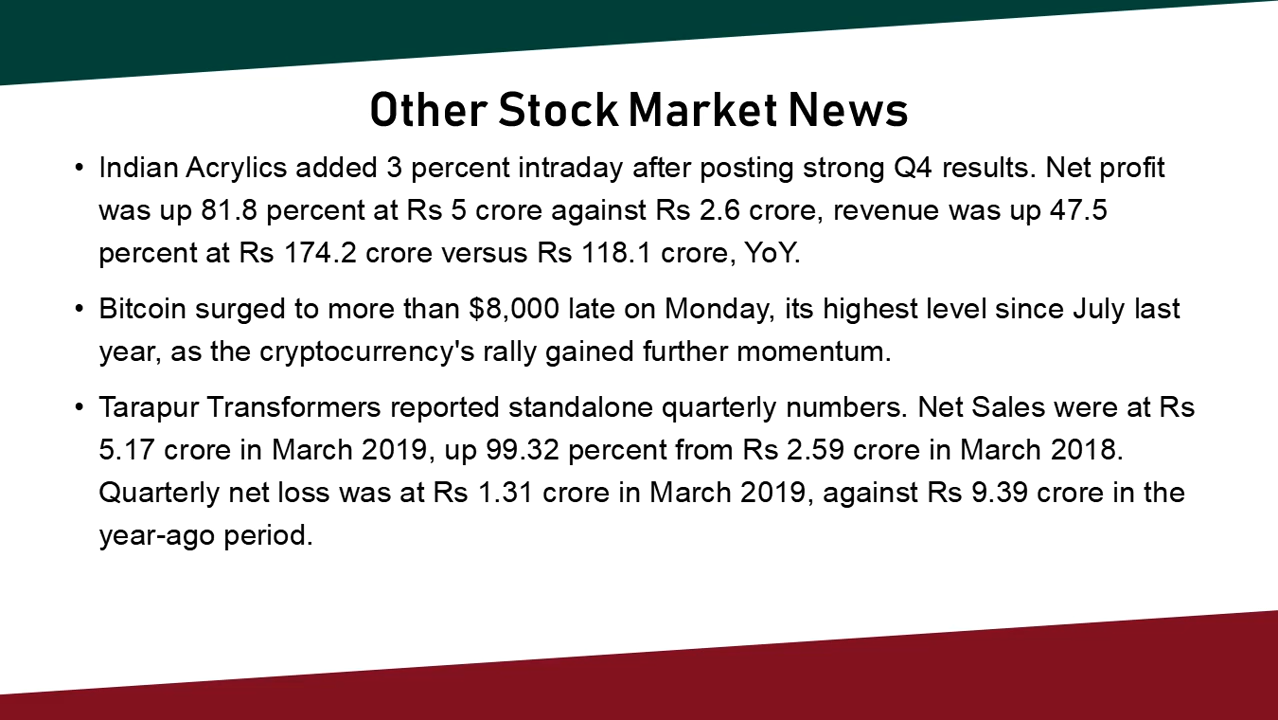 Other Stock Market News
• Indian Acrylics added 3 percent intraday after posting strong Q4 results. Net profit
was up 81.8 percent at Rs 5 crore against Rs 2.6 crore, revenue was up 47.5
percent at Rs 174.2 crore versus Rs 118.1 crore, YoY.
• Bitcoin surged to more than $8,000 late on Monday, its highest level since July last
year, as the cryptocurrency's rally gained further momentum.
• Tarapur Transformers reported standalone quarterly numbers. Net Sales were at Rs
5.17 crore in March 2019, up 99.32 percent from Rs 2.59 crore in March 2018.
Quarterly net loss was at Rs 1.31 crore in March 2019, against Rs 9.39 crore in the
year-ago period.